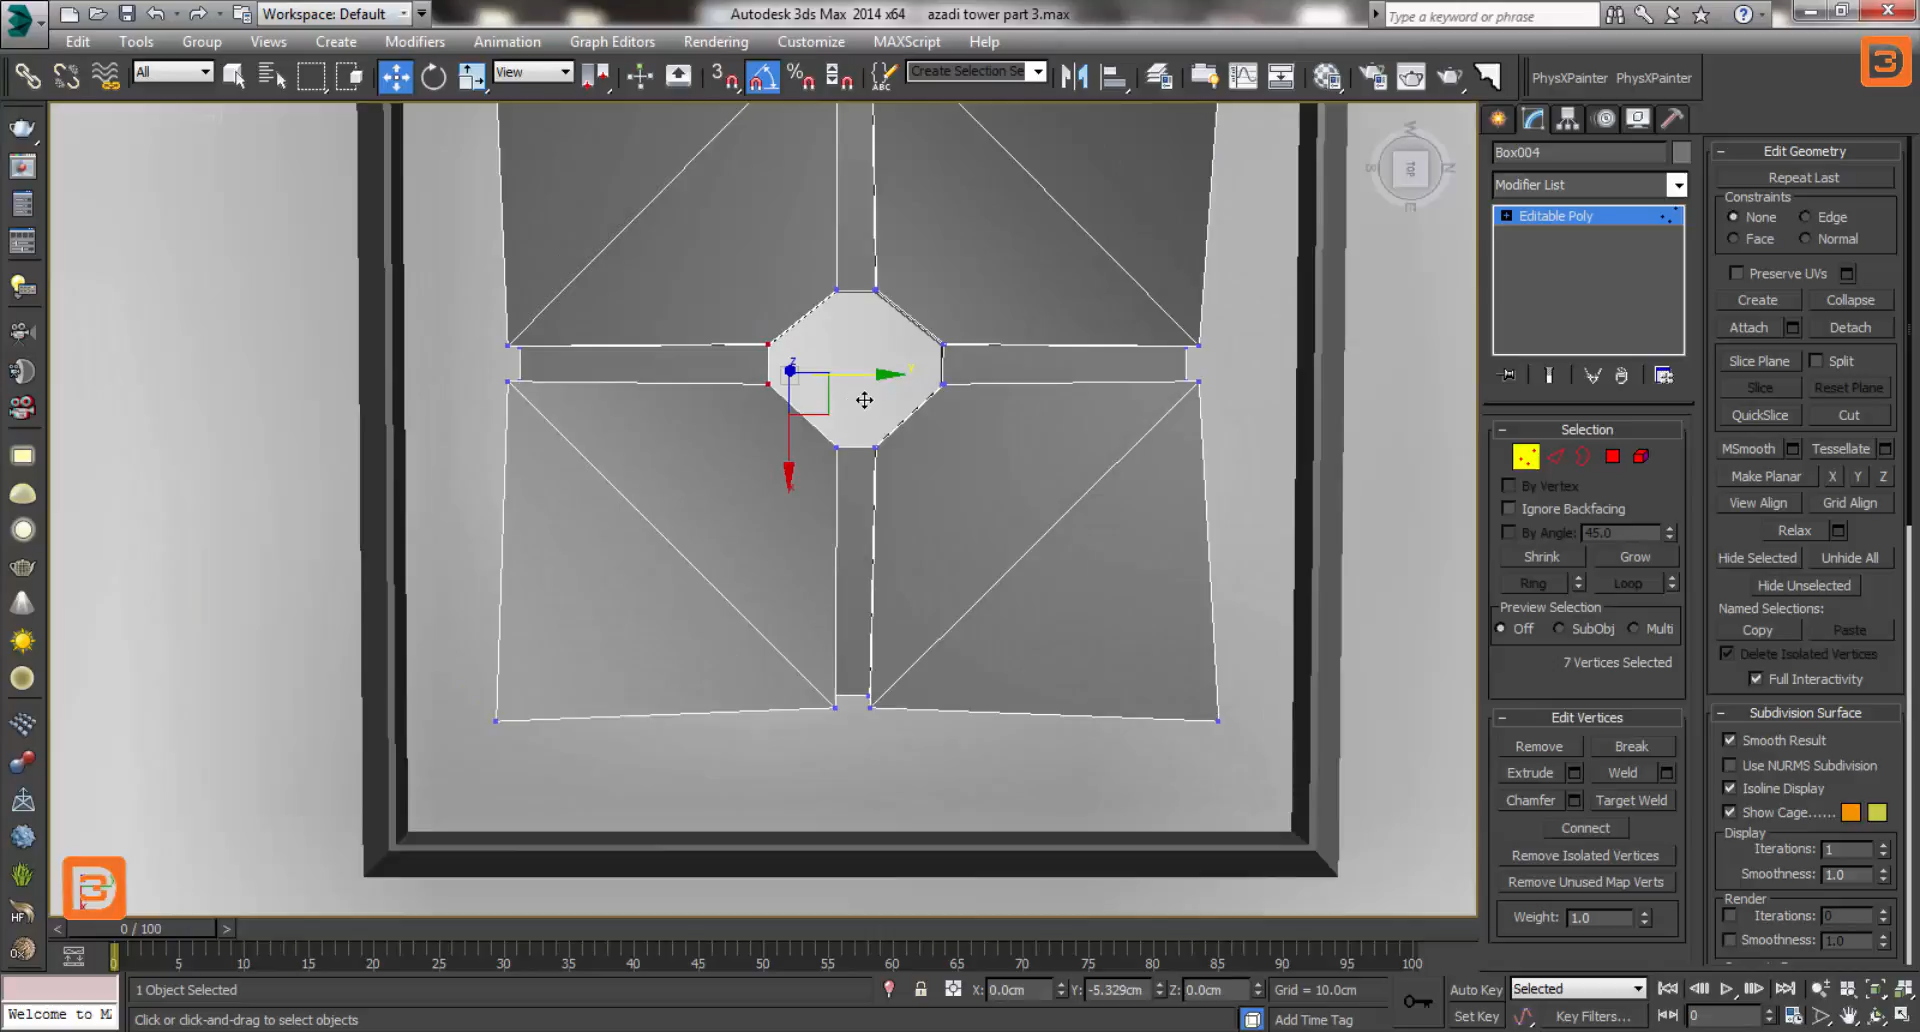 Workspace: Default
Autodesk 3ds Max 2014 x64 azadi tower part 3.max
Type a keyword or phrase
Edit Tools Group Views Create Modifiers Animation Graph Editors Rendering Customize MAXScript Help
All
View
3
ABC
Create Selection Se
PhysXPainter PhysXPainter
TOP
W
N
E
S
Box004
Modifier List
Editable Poly
Selection
By Vertex
Ignore Backfacing
By Angle: 45.0
Shrink Grow
Ring Loop
Preview Selection
Off SubObj Multi
7 Vertices Selected
Edit Vertices
Remove Break
Extrude Weld
Chamfer Target Weld
Connect
Remove Isolated Vertices
Remove Unused Map Verts
Weight: 1.0
Edit Geometry
Repeat Last
Constraints
None Edge
Face Normal
Preserve UVs
Create Collapse
Attach Detach
Slice Plane Split
Slice Reset Plane
QuickSlice Cut
MSmooth Tessellate
Make Planar X Y Z
View Align Grid Align
Relax
Hide Selected Unhide All
Hide Unselected
Named Selections:
Copy Paste
Delete Isolated Vertices
Full Interactivity
Subdivision Surface
Smooth Result
Use NURMS Subdivision
Isoline Display
Show Cage......
Display
Iterations: 1
Smoothness: 1.0
Render
Iterations: 0
Smoothness: 1.0
z
y
x
HF
0 / 100
0 5 10 15 20 25 30 35 40 45 50 55 60 65 70 75 80 85 90 95 100
1 Object Selected
X: 0.0cm Y: -5.329cm Z: 0.0cm Grid = 10.0cm
Auto Key Selected
Welcome to M
Click or click-and-drag to select objects
Add Time Tag
Set Key Key Filters... 0